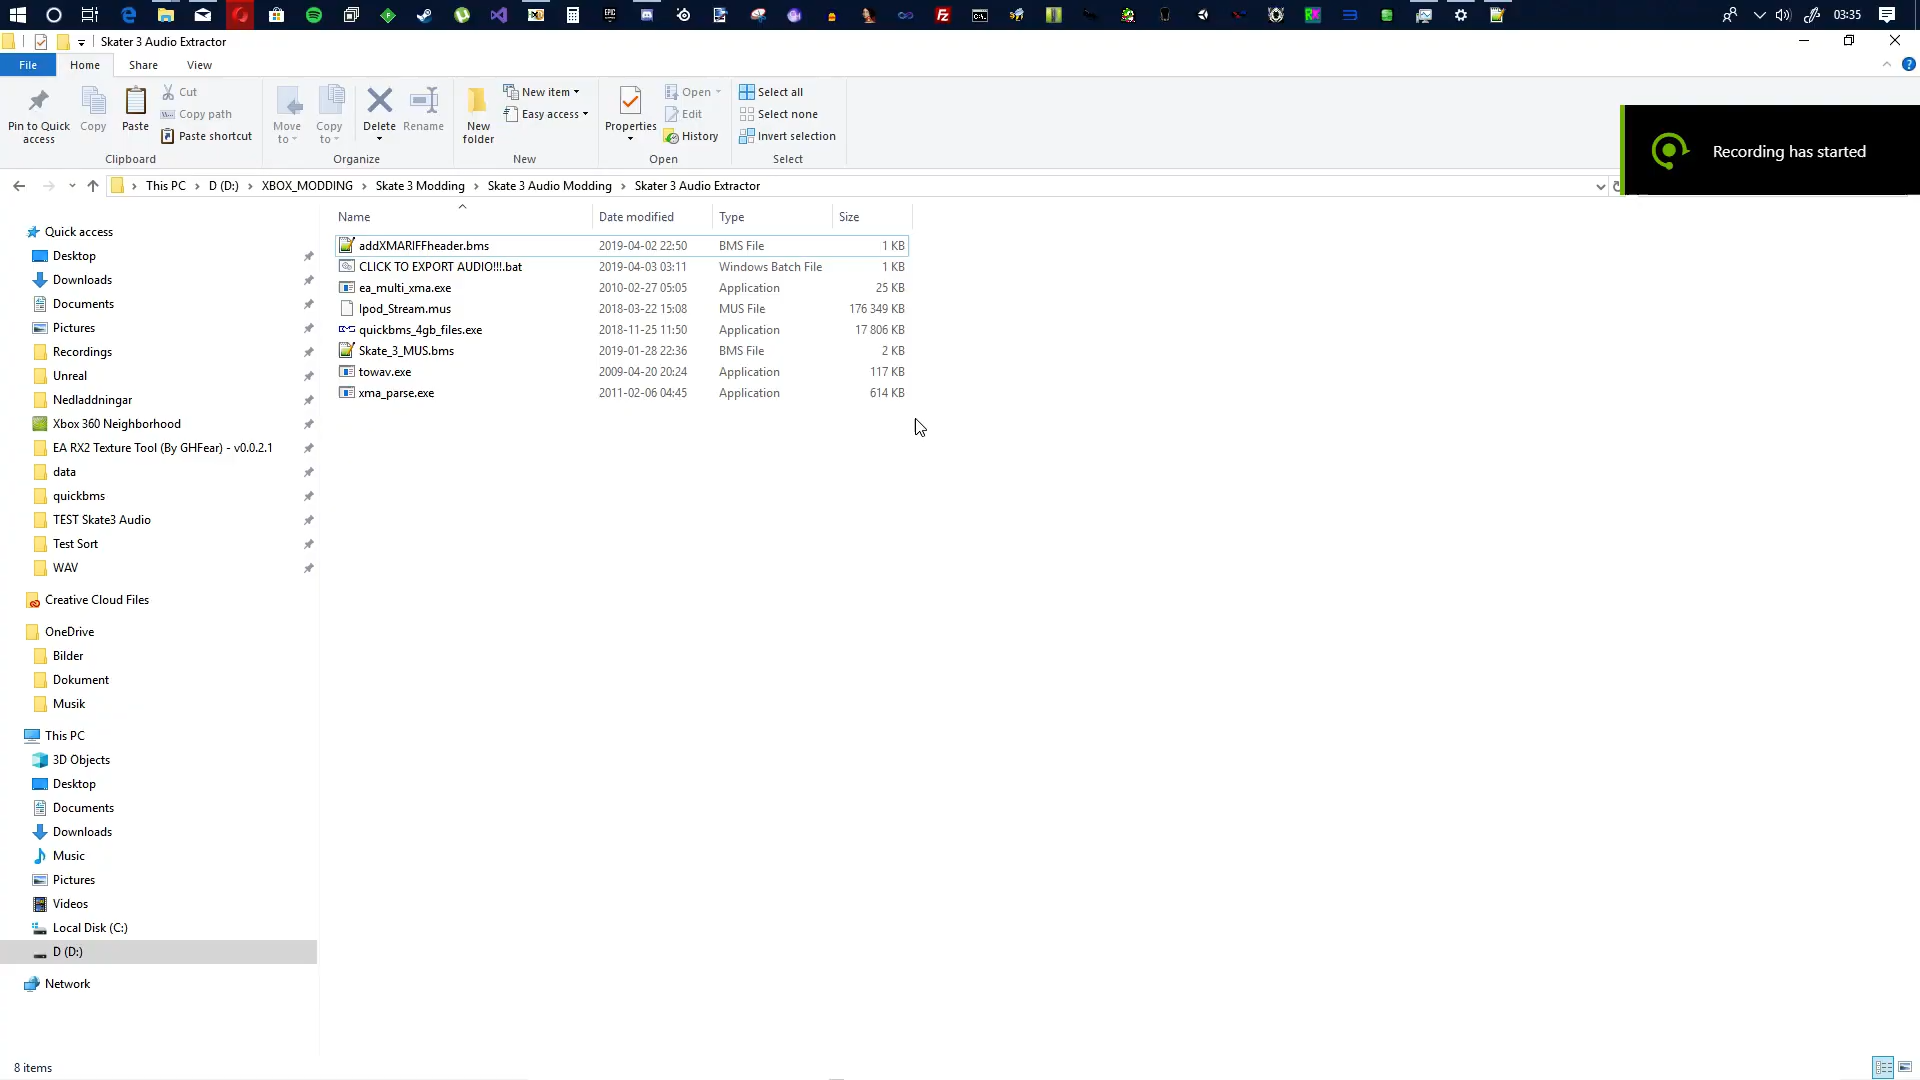 03:35
Skater 3 Audio Extractor
File Home Share View
Pin to Quick access
Copy
Paste
Cut
Copy path
Paste shortcut
Clipboard
Move to
Copy to
Delete
Rename
Organize
New folder
New item
Easy access
New
Properties
Open
Edit
History
Open
Select all
Select none
Invert selection
Select
Recording has started
This PC > D (D:) > XBOX_MODDING > Skate 3 Modding > Skate 3 Audio Modding > Skater 3 Audio Extractor
Name Date modified Type Size
addXMARIFFheader.bms 2019-04-02 22:50 BMS File 1 KB
CLICK TO EXPORT AUDIO!!!.bat 2019-04-03 03:11 Windows Batch File 1 KB
ea_multi_xma.exe 2010-02-27 05:05 Application 25 KB
Ipod_Stream.mus 2018-03-22 15:08 MUS File 176 349 KB
quickbms_4gb_files.exe 2018-11-25 11:50 Application 17 806 KB
Skate_3_MUS.bms 2019-01-28 22:36 BMS File 2 KB
towav.exe 2009-04-20 20:24 Application 117 KB
xma_parse.exe 2011-02-06 04:45 Application 614 KB
Quick access
Desktop
Downloads
Documents
Pictures
Recordings
Unreal
Nedladdningar
Xbox 360 Neighborhood
EA RX2 Texture Tool (By GHFear) - v0.0.2.1
data
quickbms
TEST Skate3 Audio
Test Sort
WAV
Creative Cloud Files
OneDrive
Bilder
Dokument
Musik
This PC
3D Objects
Desktop
Documents
Downloads
Music
Pictures
Videos
Local Disk (C:)
D (D:)
Network
8 items